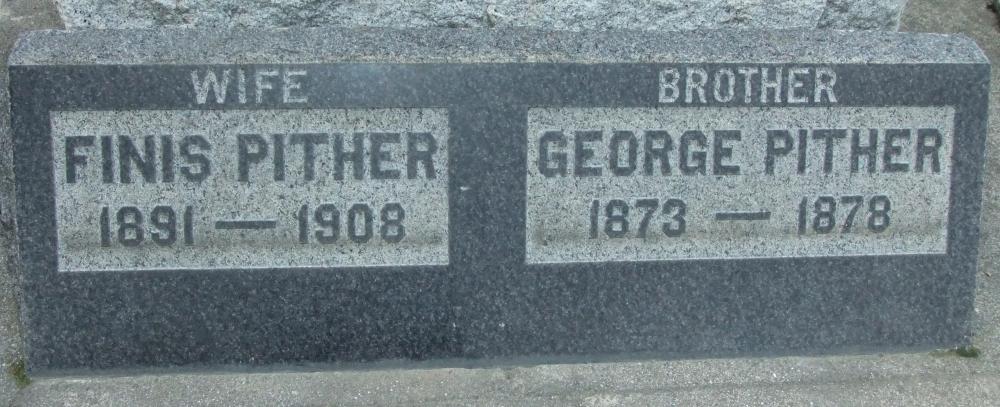 WIFE
FINIS PITHER
1891 — 1908
BROTHER
GEORGE PITHER
1873 — 1878